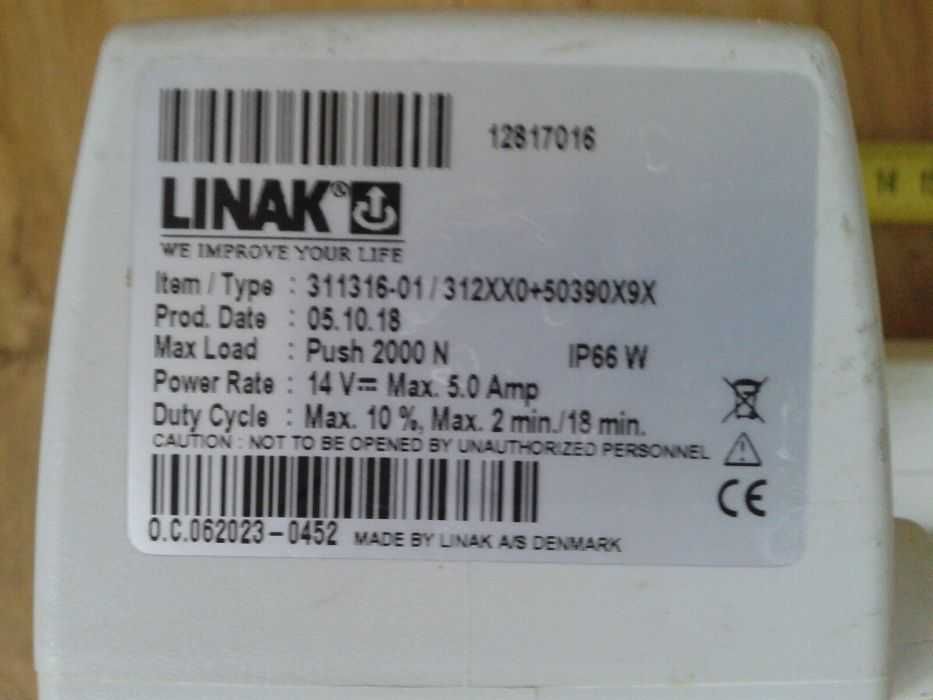 12817016
LINAK®
WE IMPROVE YOUR LIFE
Item / Type : 311316-01 / 312XX0+50390X9X
Prod. Date : 05.10.18
Max Load : Push 2000 N IP66 W
Power Rate : 14 V⎓ Max. 5.0 Amp
Duty Cycle : Max. 10 %, Max. 2 min./18 min.
CAUTION : NOT TO BE OPENED BY UNAUTHORIZED PERSONNEL
CE
O.C.062023-0452 MADE BY LINAK A/S DENMARK
14